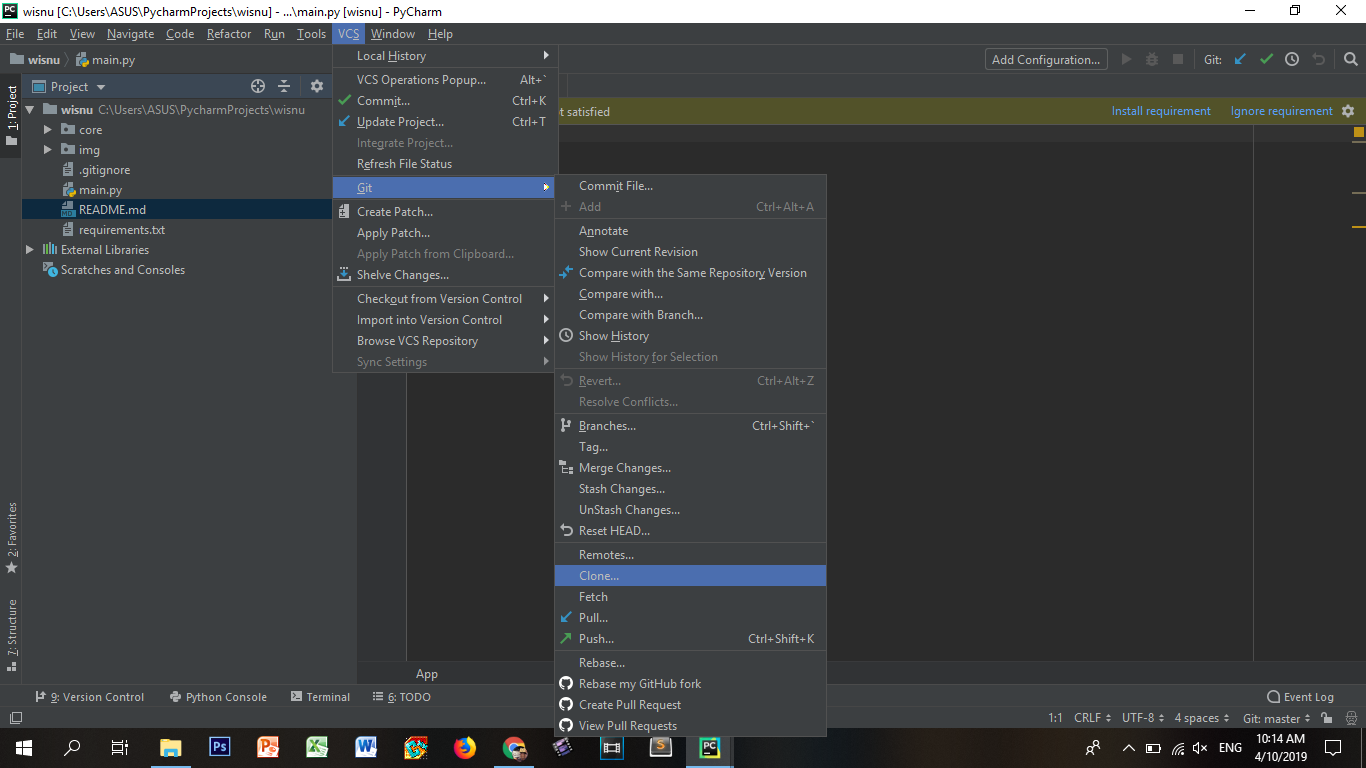 wisnu [C:\Users\ASUS\PycharmProjects\wisnu] - ...\main.py [wisnu] - PyCharm
File Edit View Navigate Code Refactor Run Tools VCS Window Help
wisnu main.py
Add Configuration...
Git:
1: Project
Project
wisnu C:\Users\ASUS\PycharmProjects\wisnu
core
img
.gitignore
main.py
README.md
requirements.txt
External Libraries
Scratches and Consoles
Local History
VCS Operations Popup... Alt+`
Commit... Ctrl+K
Update Project... Ctrl+T
Integrate Project...
Refresh File Status
Git
Create Patch...
Apply Patch...
Apply Patch from Clipboard...
Shelve Changes...
Checkout from Version Control
Import into Version Control
Browse VCS Repository
Sync Settings
t satisfied
Install requirement Ignore requirement
Commit File...
Add Ctrl+Alt+A
Annotate
Show Current Revision
Compare with the Same Repository Version
Compare with...
Compare with Branch...
Show History
Show History for Selection
Revert... Ctrl+Alt+Z
Resolve Conflicts...
Branches... Ctrl+Shift+`
Tag...
Merge Changes...
Stash Changes...
UnStash Changes...
Reset HEAD...
Remotes...
Clone...
Fetch
Pull...
Push... Ctrl+Shift+K
Rebase...
Rebase my GitHub fork
Create Pull Request
View Pull Requests
2: Favorites
7: Structure
App
9: Version Control Python Console Terminal 6: TODO
Event Log
1:1 CRLF UTF-8 4 spaces Git: master
ENG
10:14 AM
4/10/2019